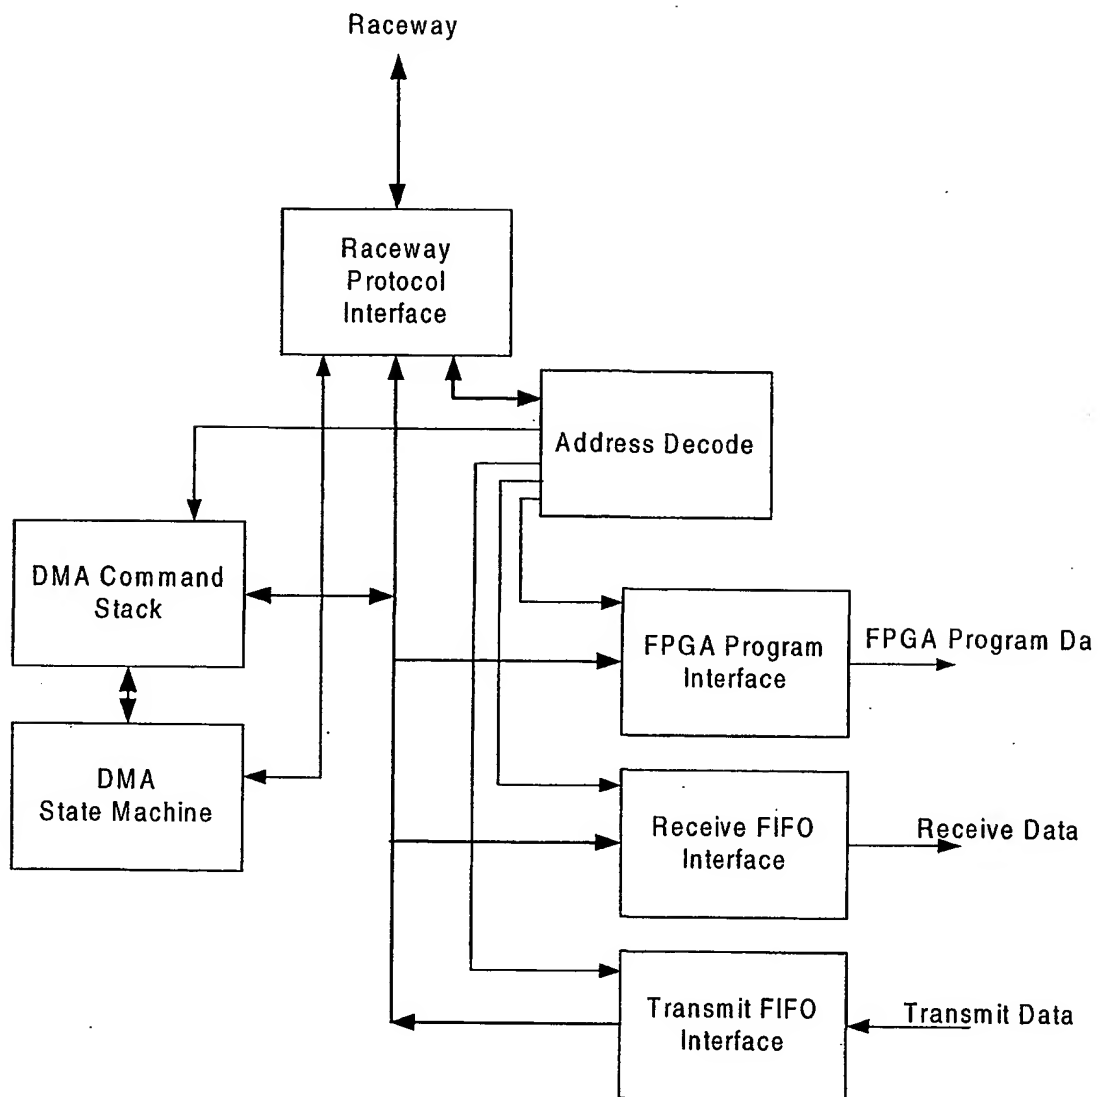 Raceway
Raceway
Protocol
Interface
Address Decode
DMA Command
Stack
FPGA Program
Interface
FPGA Program Da
DMA
State Machine
Receive FIFO
Interface
Receive Data
Transmit FIFO
Interface
Transmit Data